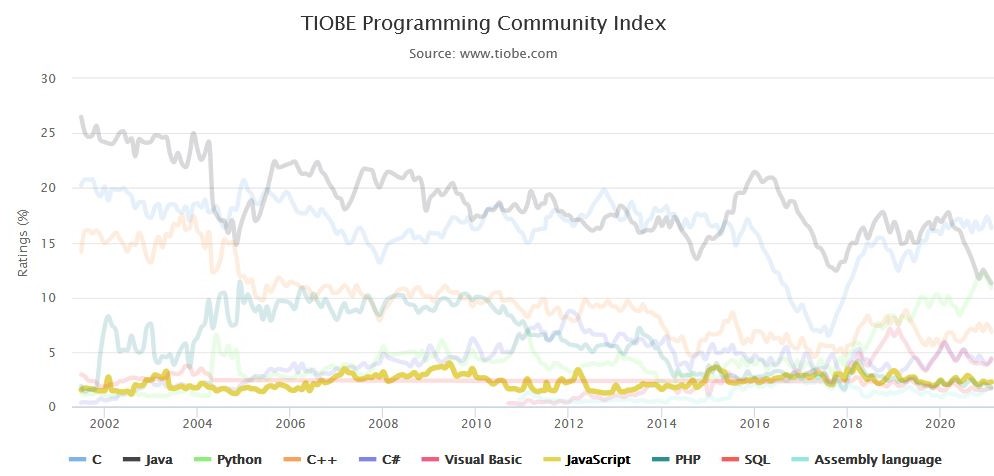 TIOBE Programming Community Index
Source: www.tiobe.com
Ratings (%)
30
25
20
15
10
5
0
2002 2004 2006 2008 2010 2012 2014 2016 2018 2020
C Java Python C++ C# Visual Basic JavaScript PHP SQL Assembly language